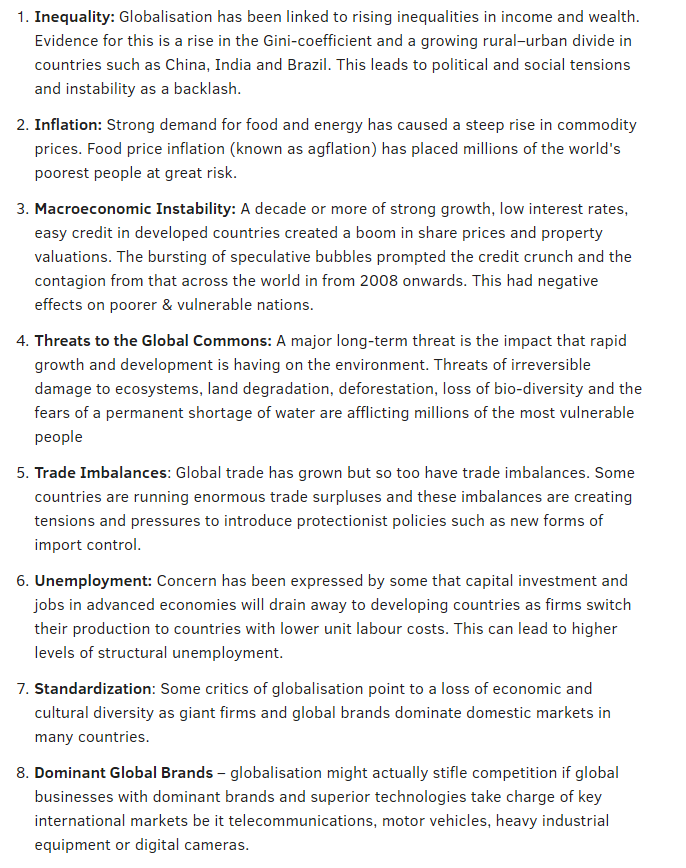 1. Inequality: Globalisation has been linked to rising inequalities in income and wealth.
Evidence for this is a rise in the Gini-coefficient and a growing rural–urban divide in
countries such as China, India and Brazil. This leads to political and social tensions
and instability as a backlash.
2. Inflation: Strong demand for food and energy has caused a steep rise in commodity
prices. Food price inflation (known as agflation) has placed millions of the world's
poorest people at great risk.
3. Macroeconomic Instability: A decade or more of strong growth, low interest rates,
easy credit in developed countries created a boom in share prices and property
valuations. The bursting of speculative bubbles prompted the credit crunch and the
contagion from that across the world in from 2008 onwards. This had negative
effects on poorer & vulnerable nations.
4. Threats to the Global Commons: A major long-term threat is the impact that rapid
growth and development is having on the environment. Threats of irreversible
damage to ecosystems, land degradation, deforestation, loss of bio-diversity and the
fears of a permanent shortage of water are afflicting millions of the most vulnerable
people
5. Trade Imbalances: Global trade has grown but so too have trade imbalances. Some
countries are running enormous trade surpluses and these imbalances are creating
tensions and pressures to introduce protectionist policies such as new forms of
import control.
6. Unemployment: Concern has been expressed by some that capital investment and
jobs in advanced economies will drain away to developing countries as firms switch
their production to countries with lower unit labour costs. This can lead to higher
levels of structural unemployment.
7. Standardization: Some critics of globalisation point to a loss of economic and
cultural diversity as giant firms and global brands dominate domestic markets in
many countries.
8. Dominant Global Brands – globalisation might actually stifle competition if global
businesses with dominant brands and superior technologies take charge of key
international markets be it telecommunications, motor vehicles, heavy industrial
equipment or digital cameras.